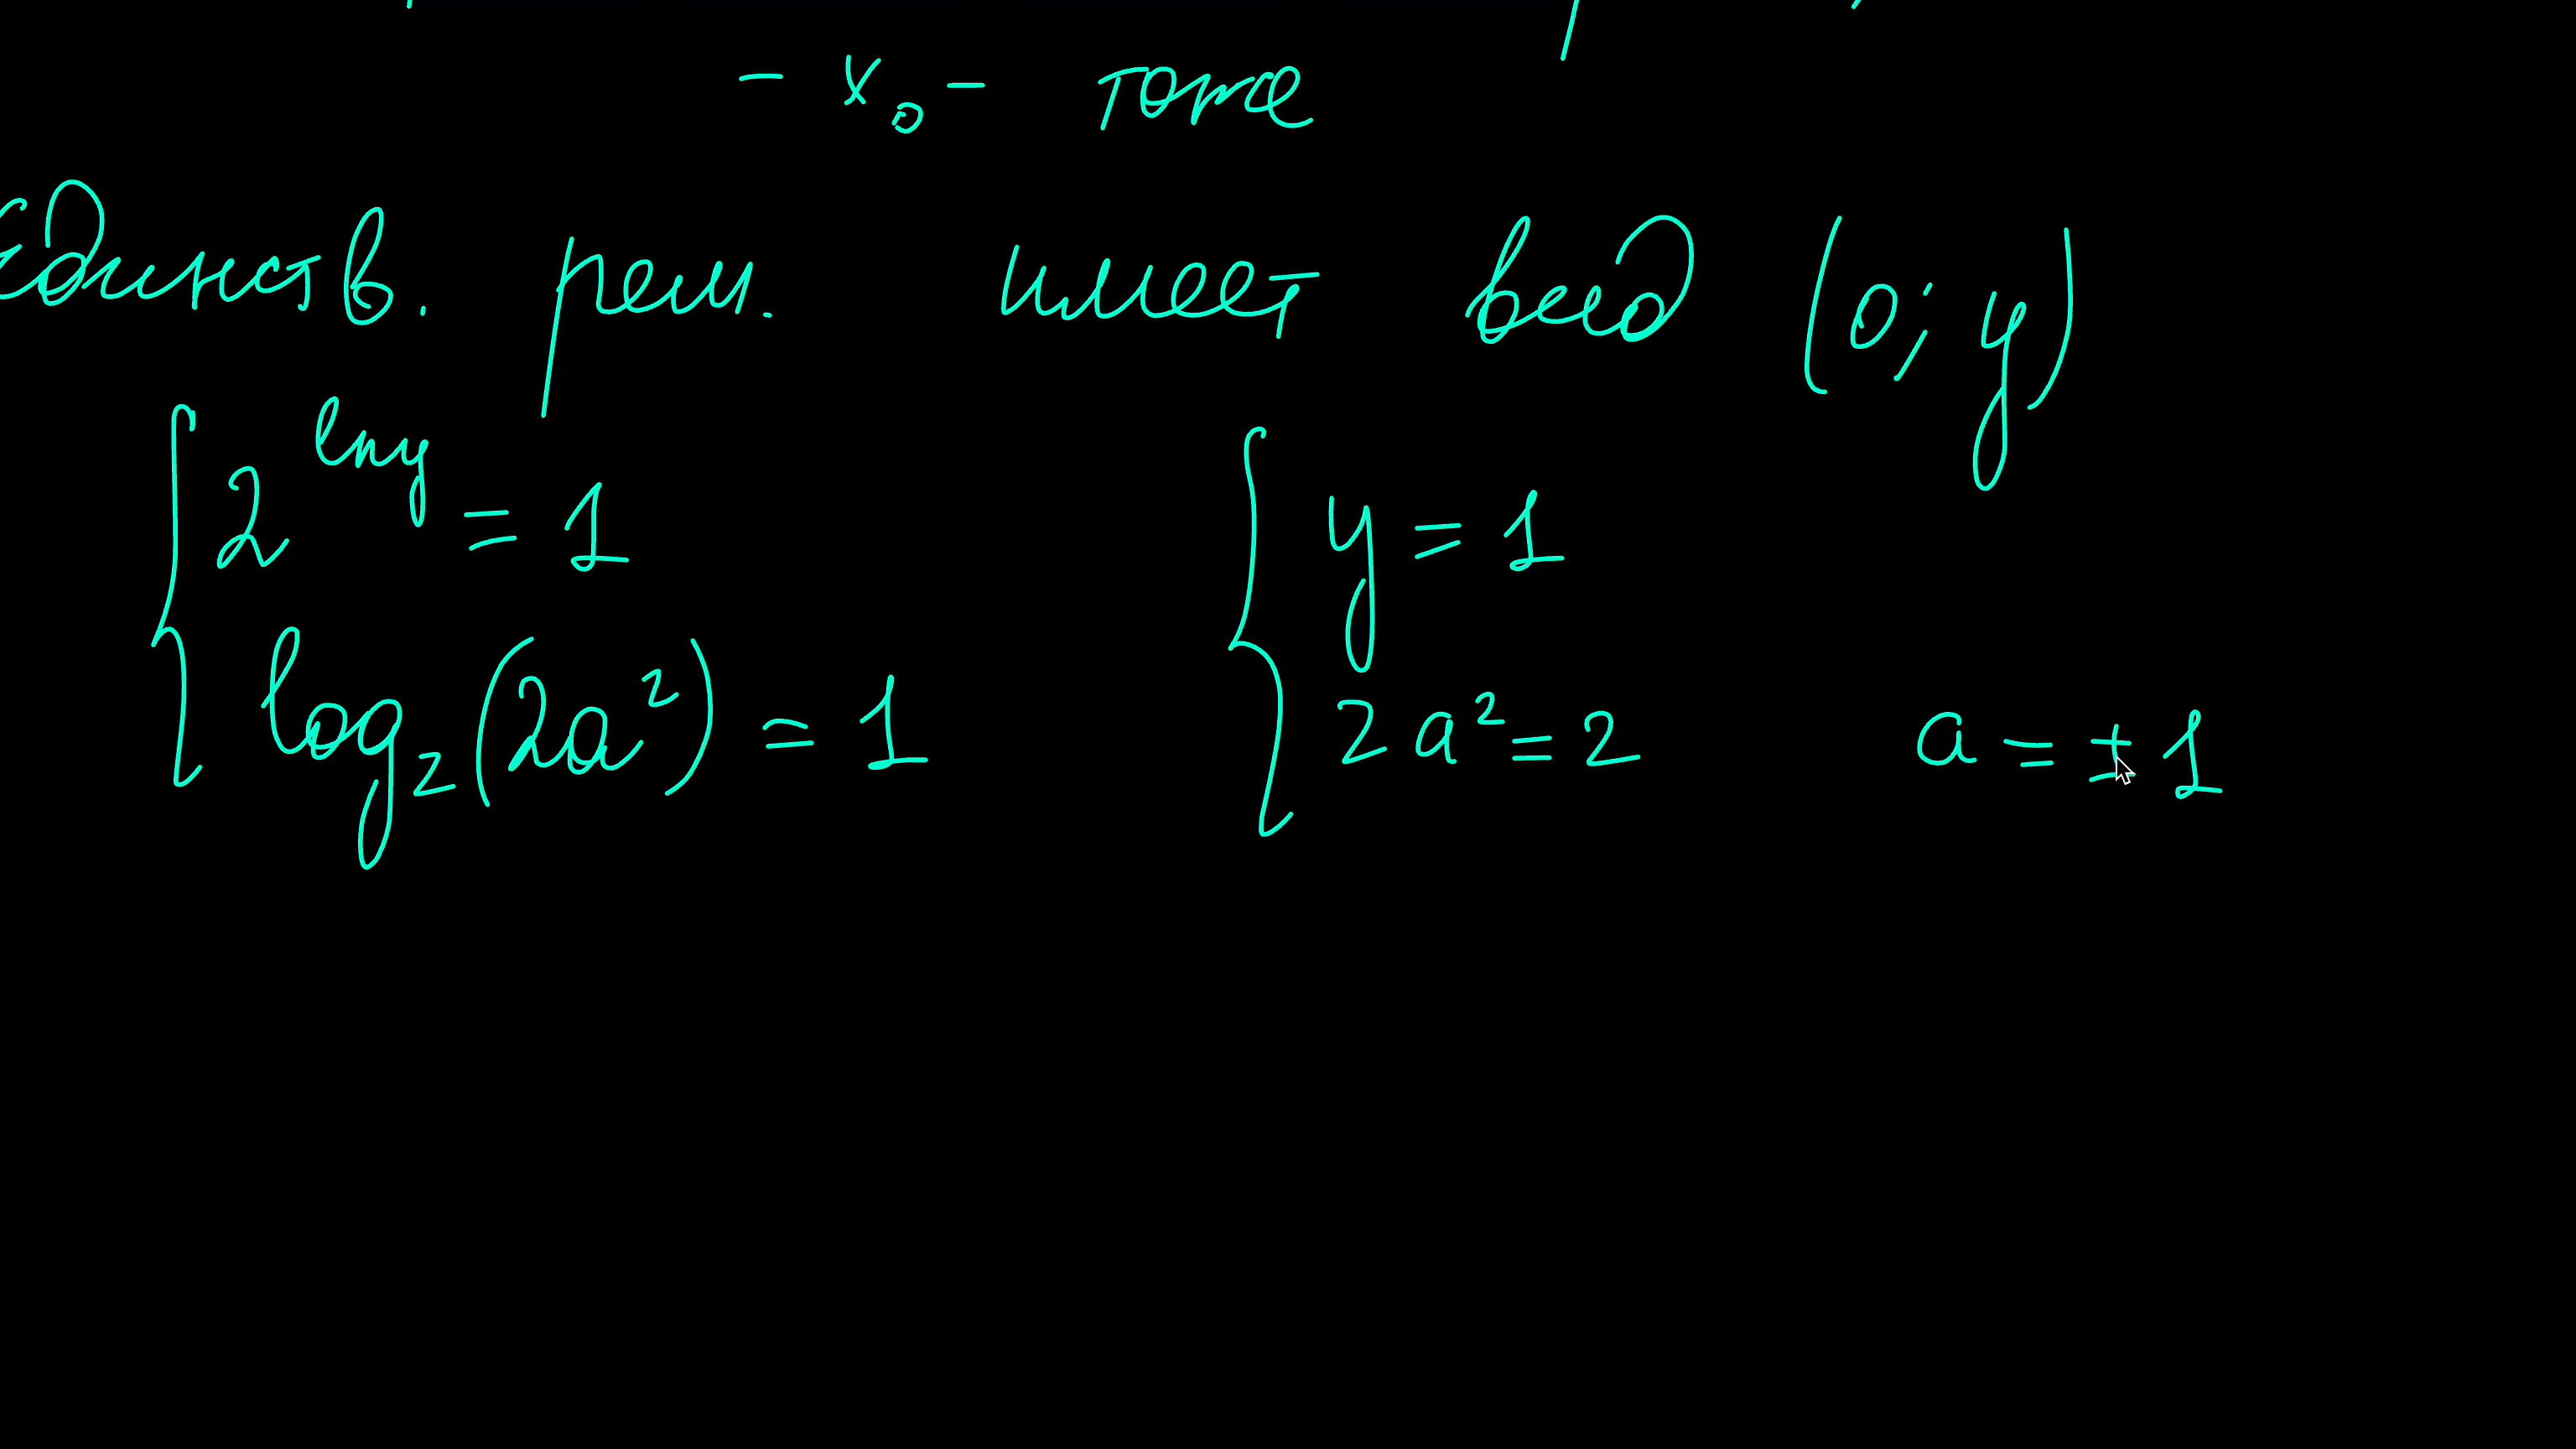 - x₀ - тоже
единств. реш. имеет вид (0; y)
2^{ln y} = 1
log₂(2a²) = 1
y = 1
2a² = 2
a = ±1